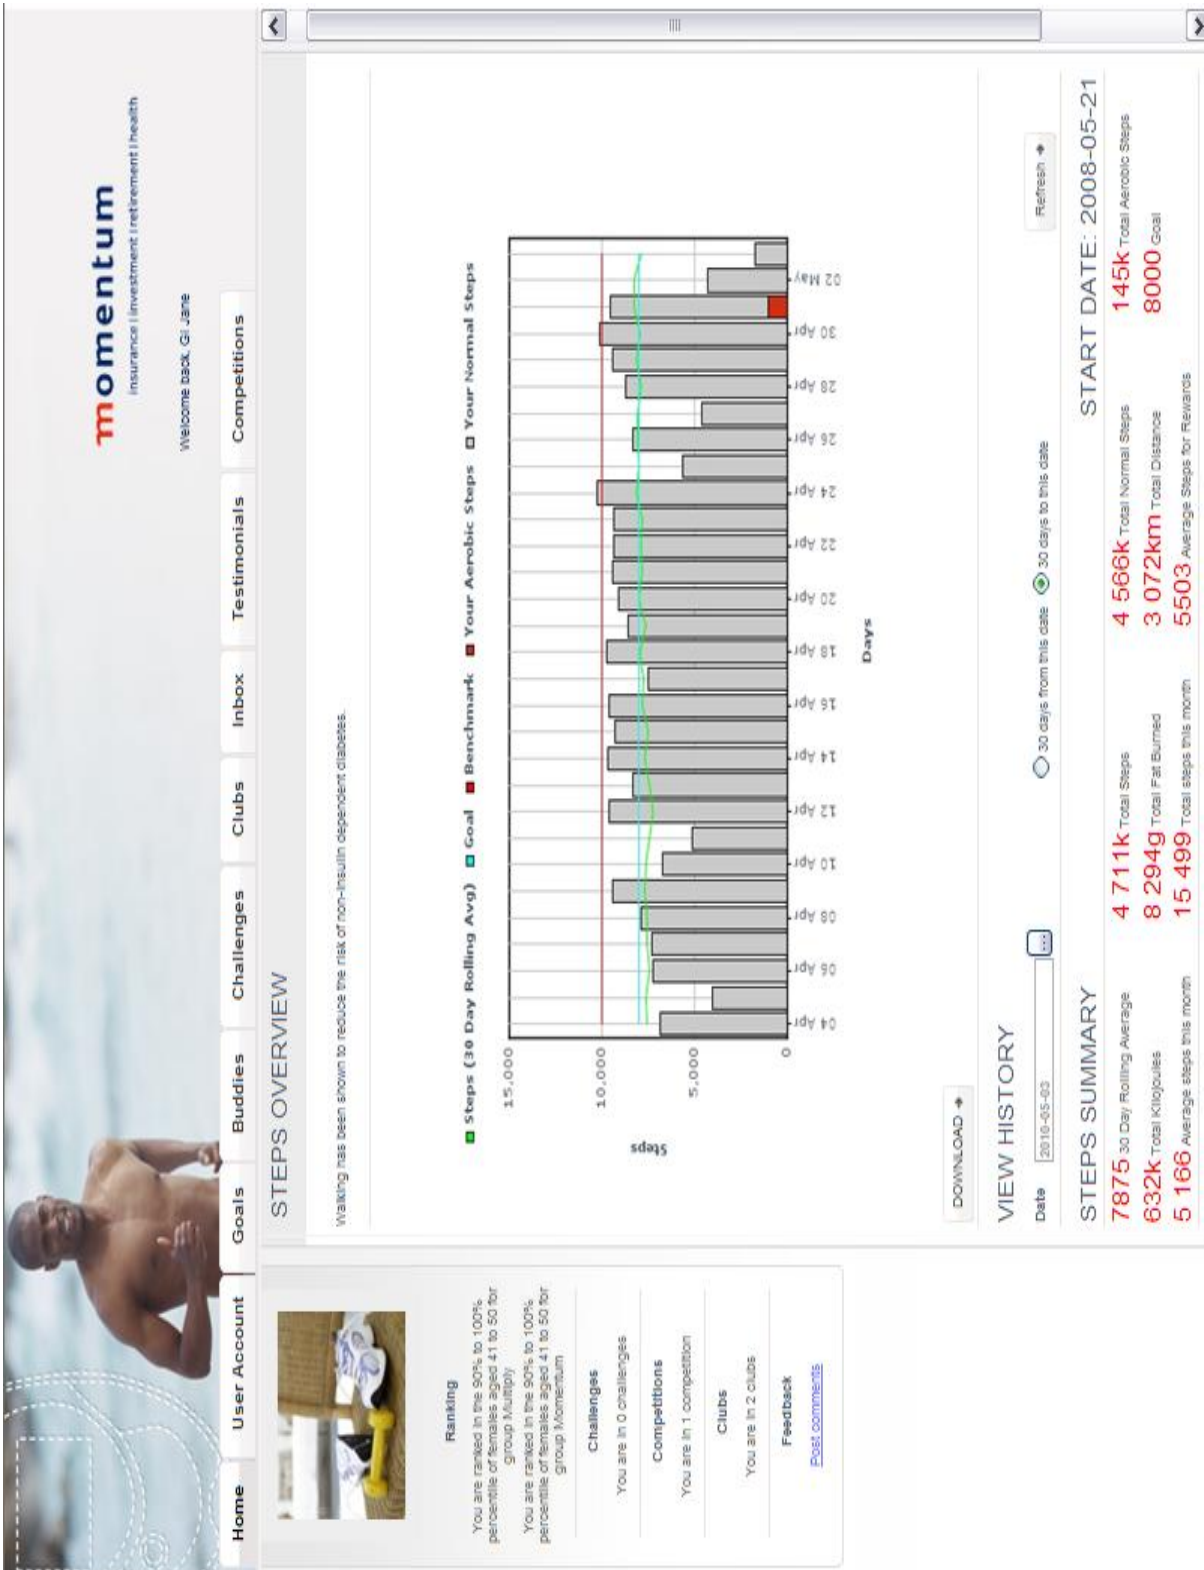 momentum
insurance | investment | retirement | health
Welcome back, GI Jane
Home
User Account
Goals
Buddies
Challenges
Clubs
Inbox
Testimonials
Competitions
Ranking
You are ranked in the 90% to 100%
percentile of females aged 41 to 50 for
group Multiply
You are ranked in the 90% to 100%
percentile of females aged 41 to 50 for
group Momentum
Challenges
You are in 0 challenges
Competitions
You are in 1 competition
Clubs
You are in 2 clubs
Feedback
Post comments
STEPS OVERVIEW
Walking has been shown to reduce the risk of non-insulin dependent diabetes.
Steps (30 Day Rolling Avg) Goal Benchmark Your Aerobic Steps Your Normal Steps
15.000
10.000
5.000
0
Steps
04 Apr 06 Apr 08 Apr 10 Apr 12 Apr 14 Apr 16 Apr 18 Apr 20 Apr 22 Apr 24 Apr 26 Apr 28 Apr 30 Apr 02 May
Days
DOWNLOAD
VIEW HISTORY
Date 2010-05-03 ... 30 days from this date 30 days to this date Refresh
STEPS SUMMARY START DATE: 2008-05-21
7875 30 Day Rolling Average 4 711k Total Steps 4 566k Total Normal Steps 145k Total Aerobic Steps
632k Total Kilojoules 8 294g Total Fat Burned 3 072km Total Distance 8000 Goal
5 166 Average steps this month 15 499 Total steps this month 5503 Average Steps for Rewards